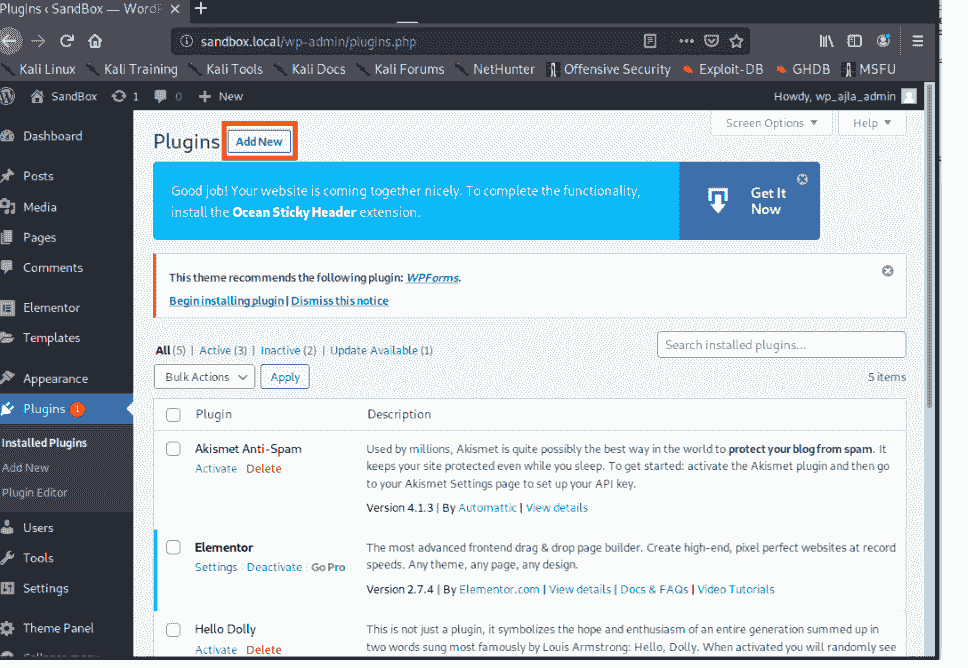 Plugins ‹ SandBox — WordP
sandbox.local/wp-admin/plugins.php
Kali Linux Kali Training Kali Tools Kali Docs Kali Forums NetHunter Offensive Security Exploit-DB GHDB MSFU
SandBox 1 0 New Howdy, wp_ajla_admin
Screen Options Help
Dashboard
Posts
Media
Pages
Comments
Elementor
Templates
Appearance
Plugins 1
Installed Plugins
Add New
Plugin Editor
Users
Tools
Settings
Theme Panel
Plugins Add New
Good job! Your website is coming together nicely. To complete the functionality,
install the Ocean Sticky Header extension.
Get It
Now
This theme recommends the following plugin: WPForms.
Begin installing plugin | Dismiss this notice
All (5) | Active (3) | Inactive (2) | Update Available (1)
Search installed plugins...
Bulk Actions Apply
5 items
Plugin Description
Akismet Anti-Spam
Activate Delete
Used by millions, Akismet is quite possibly the best way in the world to protect your blog from spam. It
keeps your site protected even while you sleep. To get started: activate the Akismet plugin and then go
to your Akismet Settings page to set up your API key.
Version 4.1.3 | By Automattic | View details
Elementor
Settings Deactivate Go Pro
The most advanced frontend drag & drop page builder. Create high-end, pixel perfect websites at record
speeds. Any theme, any page, any design.
Version 2.7.4 | By Elementor.com | View details | Docs & FAQs | Video Tutorials
Hello Dolly
Activate Delete
This is not just a plugin, it symbolizes the hope and enthusiasm of an entire generation summed up in
two words sung most famously by Louis Armstrong: Hello, Dolly. When activated you will randomly see